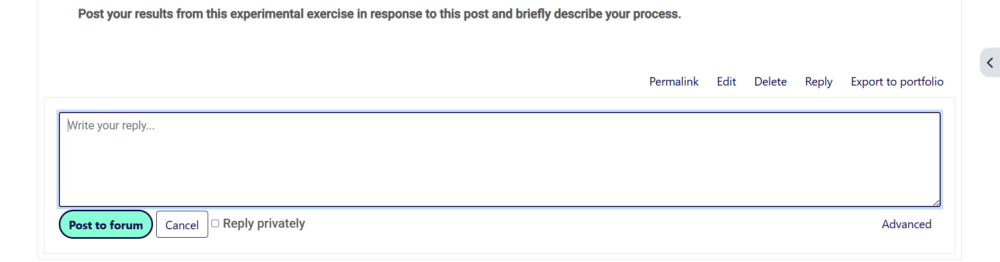 Post your results from this experimental exercise in response to this post and briefly describe your process.
Permalink Edit Delete Reply Export to portfolio
Write your reply...
Post to forum Cancel Reply privately Advanced